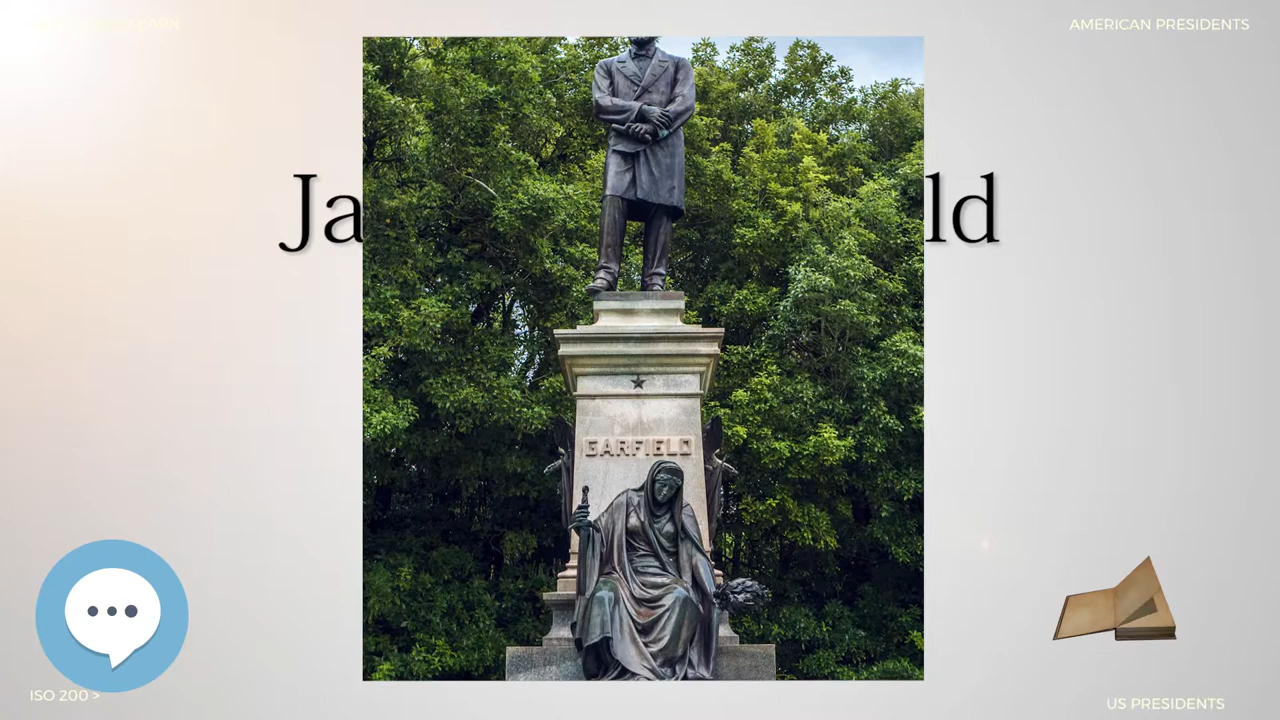 AMERICAN PRESIDENTS
Ja ld
GARFIELD
ISO 200 >
US PRESIDENTS